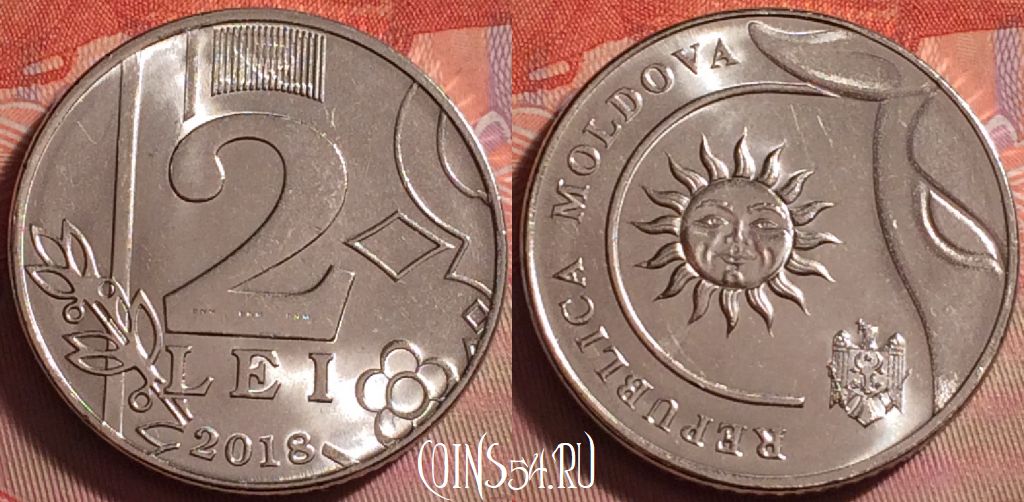 2
LEI
2018
REPUBLICA MOLDOVA
COINS54.RU